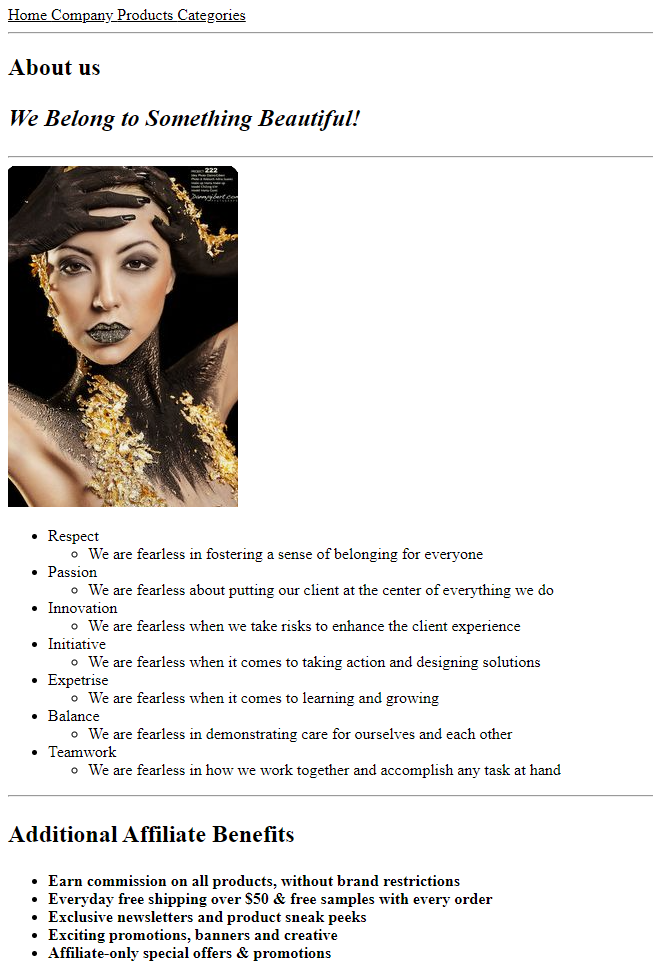 Home Company Products Categories
About us
We Belong to Something Beautiful!
222
Respect
We are fearless in fostering a sense of belonging for everyone
Passion
We are fearless about putting our client at the center of everything we do
Innovation
We are fearless when we take risks to enhance the client experience
Initiative
We are fearless when it comes to taking action and designing solutions
Expetrise
We are fearless when it comes to learning and growing
Balance
We are fearless in demonstrating care for ourselves and each other
Teamwork
We are fearless in how we work together and accomplish any task at hand
Additional Affiliate Benefits
Earn commission on all products, without brand restrictions
Everyday free shipping over $50 & free samples with every order
Exclusive newsletters and product sneak peeks
Exciting promotions, banners and creative
Affiliate-only special offers & promotions